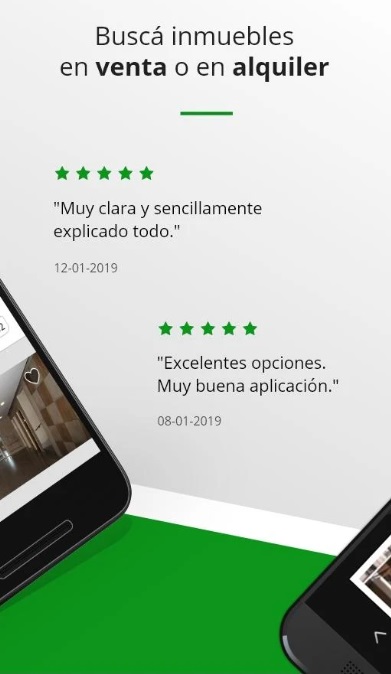 Buscá inmuebles
en venta o en alquiler
"Muy clara y sencillamente
explicado todo."
12-01-2019
"Excelentes opciones.
Muy buena aplicación."
08-01-2019